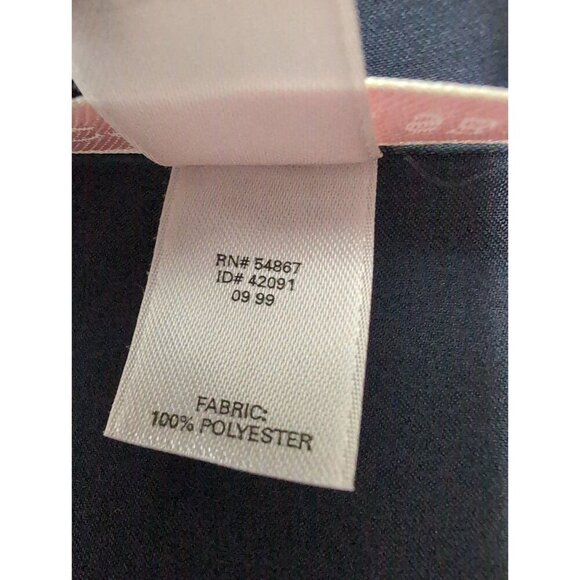 RN# 54867
ID# 42091
09 99
FABRIC:
100% POLYESTER